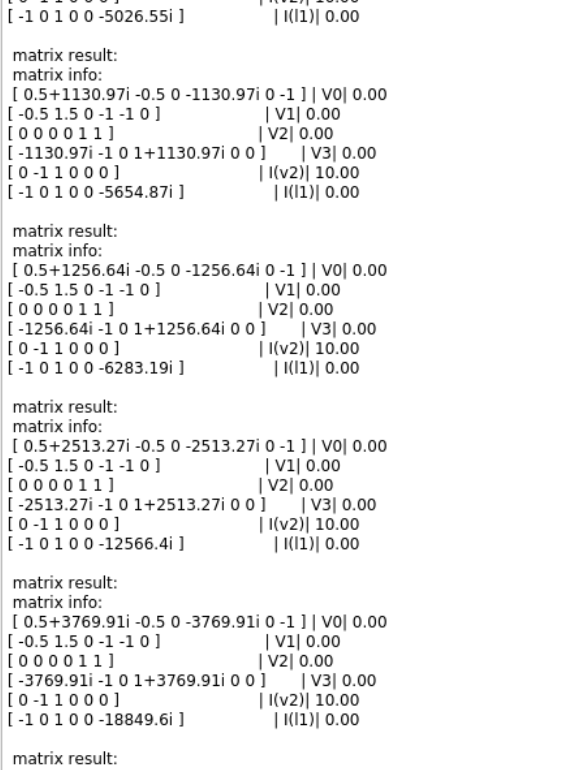 [ -1 0 1 0 0 -5026.55i ] | I(l1)| 0.00
matrix result:
matrix info:
[ 0.5+1130.97i -0.5 0 -1130.97i 0 -1 ] | V0| 0.00
[ -0.5 1.5 0 -1 -1 0 ] | V1| 0.00
[ 0 0 0 0 1 1 ] | V2| 0.00
[ -1130.97i -1 0 1+1130.97i 0 0 ] | V3| 0.00
[ 0 -1 1 0 0 0 ] | I(v2)| 10.00
[ -1 0 1 0 0 -5654.87i ] | I(l1)| 0.00
matrix result:
matrix info:
[ 0.5+1256.64i -0.5 0 -1256.64i 0 -1 ] | V0| 0.00
[ -0.5 1.5 0 -1 -1 0 ] | V1| 0.00
[ 0 0 0 0 1 1 ] | V2| 0.00
[ -1256.64i -1 0 1+1256.64i 0 0 ] | V3| 0.00
[ 0 -1 1 0 0 0 ] | I(v2)| 10.00
[ -1 0 1 0 0 -6283.19i ] | I(l1)| 0.00
matrix result:
matrix info:
[ 0.5+2513.27i -0.5 0 -2513.27i 0 -1 ] | V0| 0.00
[ -0.5 1.5 0 -1 -1 0 ] | V1| 0.00
[ 0 0 0 0 1 1 ] | V2| 0.00
[ -2513.27i -1 0 1+2513.27i 0 0 ] | V3| 0.00
[ 0 -1 1 0 0 0 ] | I(v2)| 10.00
[ -1 0 1 0 0 -12566.4i ] | I(l1)| 0.00
matrix result:
matrix info:
[ 0.5+3769.91i -0.5 0 -3769.91i 0 -1 ] | V0| 0.00
[ -0.5 1.5 0 -1 -1 0 ] | V1| 0.00
[ 0 0 0 0 1 1 ] | V2| 0.00
[ -3769.91i -1 0 1+3769.91i 0 0 ] | V3| 0.00
[ 0 -1 1 0 0 0 ] | I(v2)| 10.00
[ -1 0 1 0 0 -18849.6i ] | I(l1)| 0.00
matrix result: